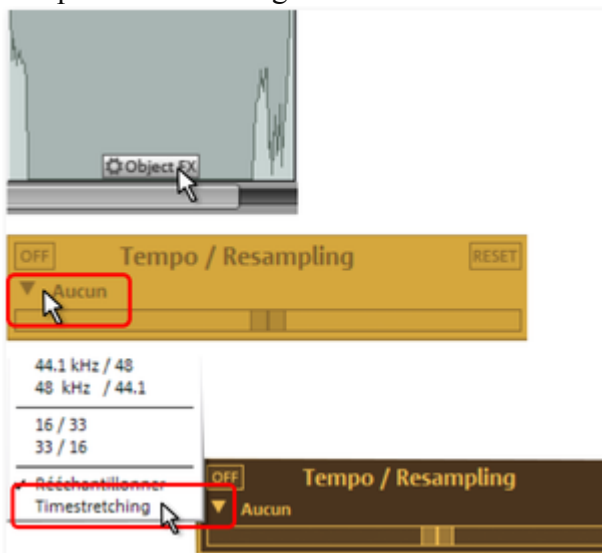 Object FX
OFF Tempo / Resampling RESET
Aucun
44.1 kHz / 48
48 kHz / 44.1
16 / 33
33 / 16
Rééchantillonner
Timestretching
OFF Tempo / Resampling
Aucun